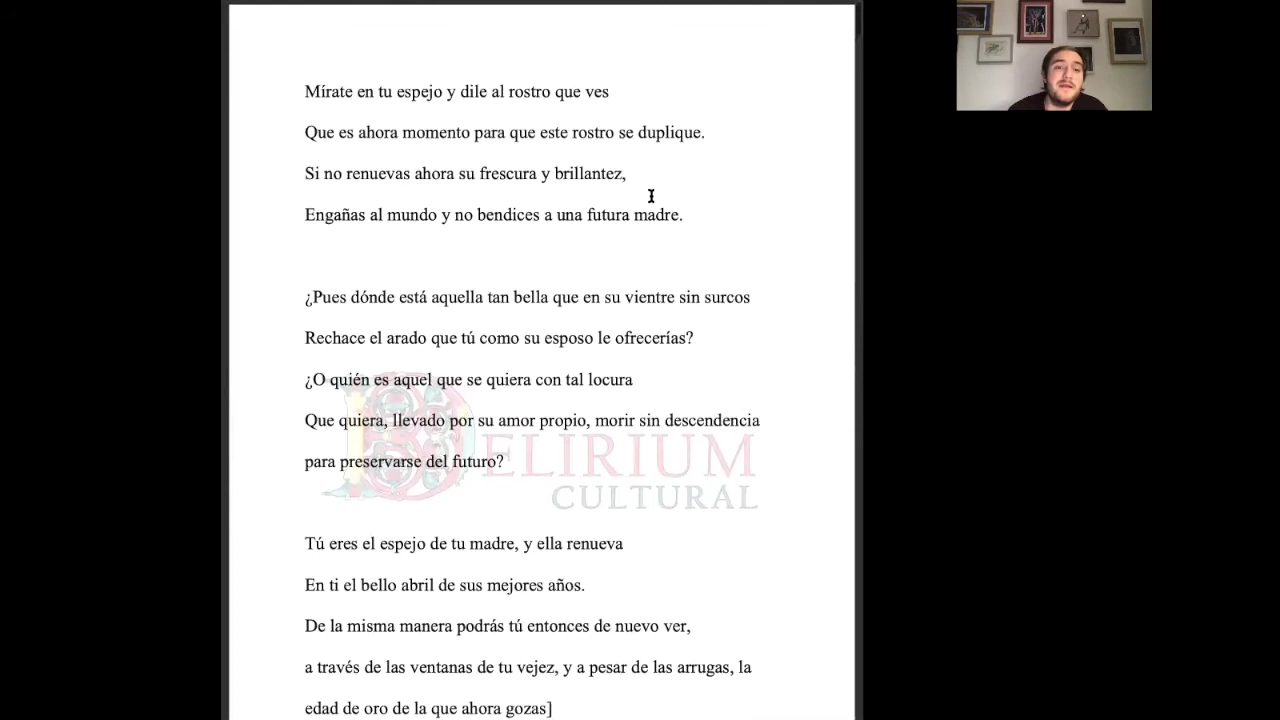 Mírate en tu espejo y dile al rostro que ves
Que es ahora momento para que este rostro se duplique.
Si no renuevas ahora su frescura y brillantez,
Engañas al mundo y no bendices a una futura madre.
¿Pues dónde está aquella tan bella que en su vientre sin surcos
Rechace el arado que tú como su esposo le ofrecerías?
¿O quién es aquel que se quiera con tal locura
Que quiera, llevado por su amor propio, morir sin descendencia
para preservarse del futuro?
DELIRIUM
CULTURAL
Tú eres el espejo de tu madre, y ella renueva
En ti el bello abril de sus mejores años.
De la misma manera podrás tú entonces de nuevo ver,
a través de las ventanas de tu vejez, y a pesar de las arrugas, la
edad de oro de la que ahora gozas]